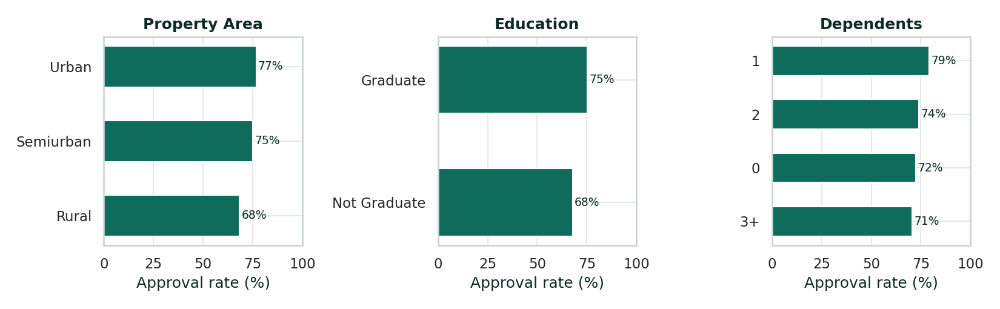 Property Area
Urban
77%
Semiurban
75%
Rural
68%
0 25 50 75 100
Approval rate (%)
Education
Graduate
75%
Not Graduate
68%
0 25 50 75 100
Approval rate (%)
Dependents
1
79%
2
74%
0
72%
3+
71%
0 25 50 75 100
Approval rate (%)